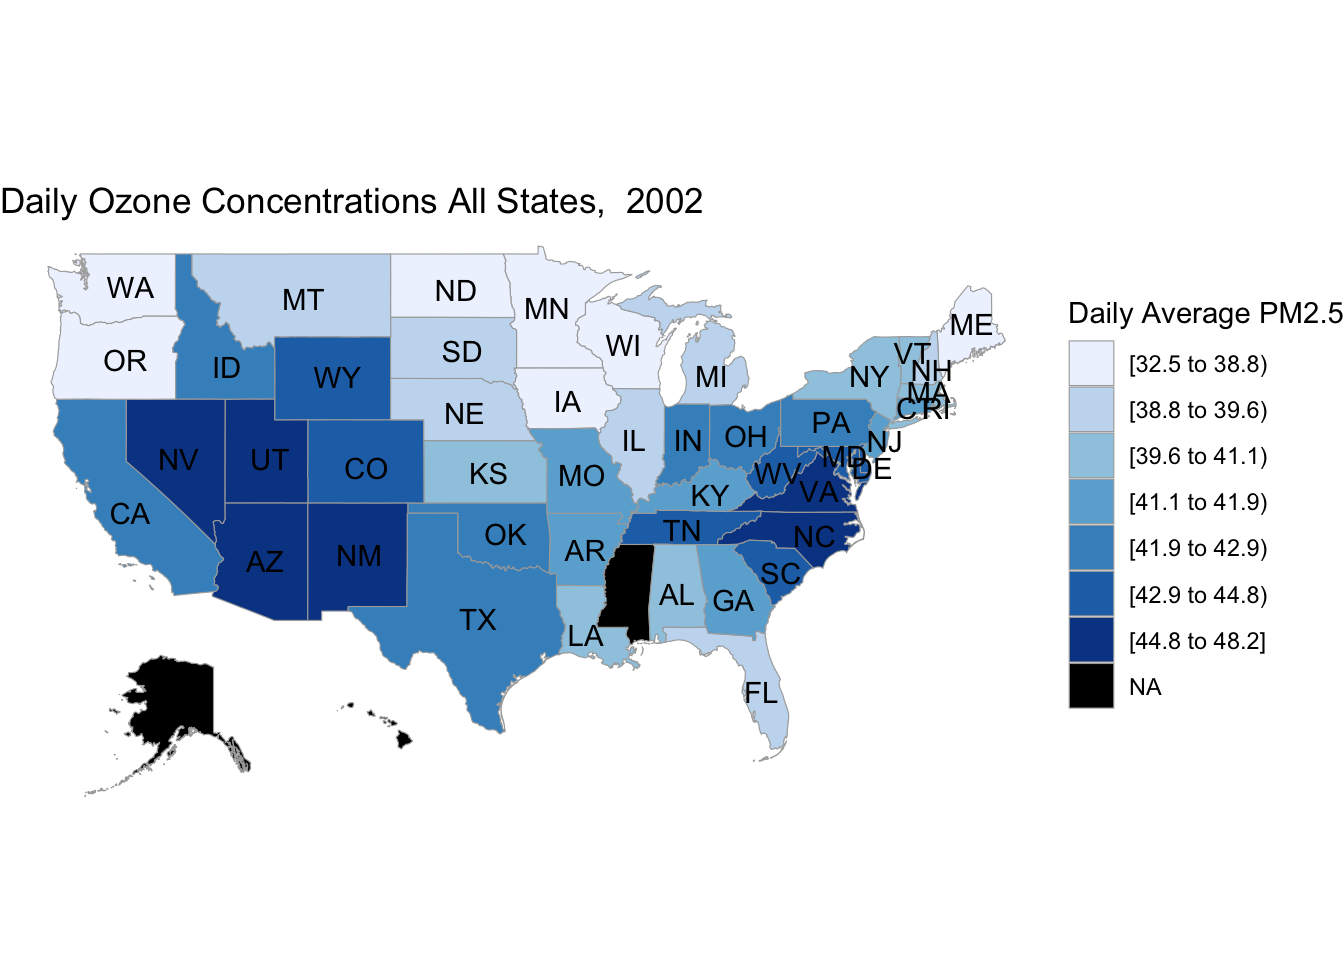 Daily Ozone Concentrations All States,  2002
WA
MT
ND
MN
ME
OR
ID
SD
WI
VT
NH
WY
MI
NY
MA
NE
IA
CT
RI
NV
UT
CO
KS
MO
IL
IN
OH
PA
NJ
MD
DE
WV
VA
KY
CA
AZ
NM
OK
AR
TN
NC
TX
LA
AL
GA
SC
FL
Daily Average PM2.5
[32.5 to 38.8)
[38.8 to 39.6)
[39.6 to 41.1)
[41.1 to 41.9)
[41.9 to 42.9)
[42.9 to 44.8)
[44.8 to 48.2]
NA